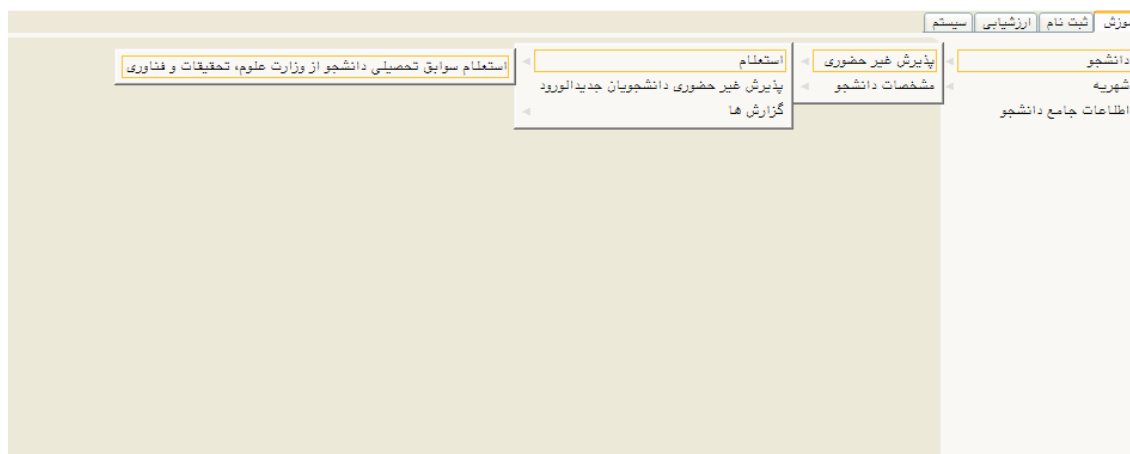 ثبت نام ارزشیابی سیستم
دانشجو
شهریه
اطلاعات جامع دانشجو
پذیرش غیر حضوری
مشخصات دانشجو
استعلام
پذیرش غیر حضوری دانشجویان جدیدالورود
گزارش ها
استعلام سوابق تحصیلی دانشجو از وزارت علوم، تحقیقات و فناوری